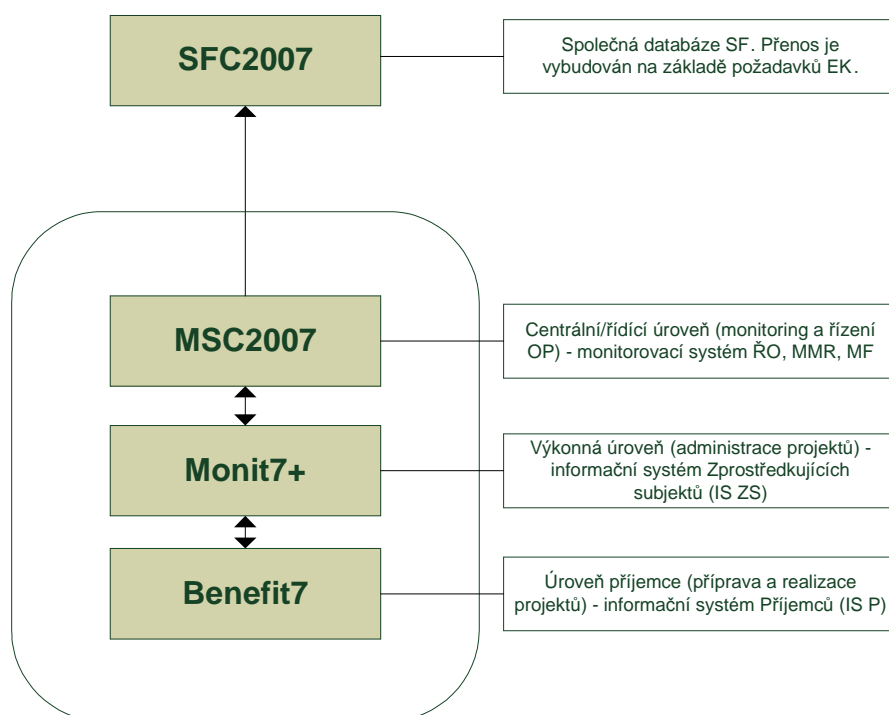 SFC2007
Společná databáze SF. Přenos je
vybudován na základě požadavků EK.
MSC2007
Centrální/řídící úroveň (monitoring a řízení
OP) - monitorovací systém ŘO, MMR, MF
Monit7+
Výkonná úroveň (administrace projektů) -
informační systém Zprostředkujících
subjektů (IS ZS)
Benefit7
Úroveň příjemce (příprava a realizace
projektů) - informační systém Příjemců (IS P)